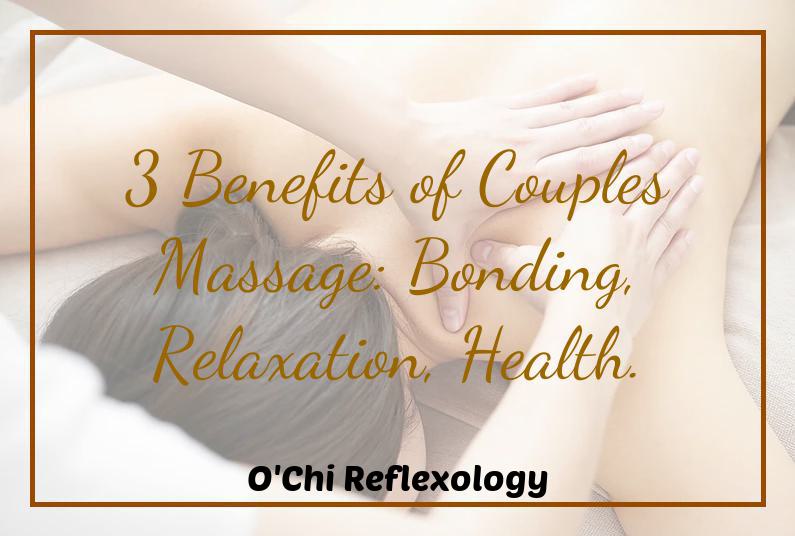 3 Benefits of Couples
Massage: Bonding,
Relaxation, Health.
O'Chi Reflexology